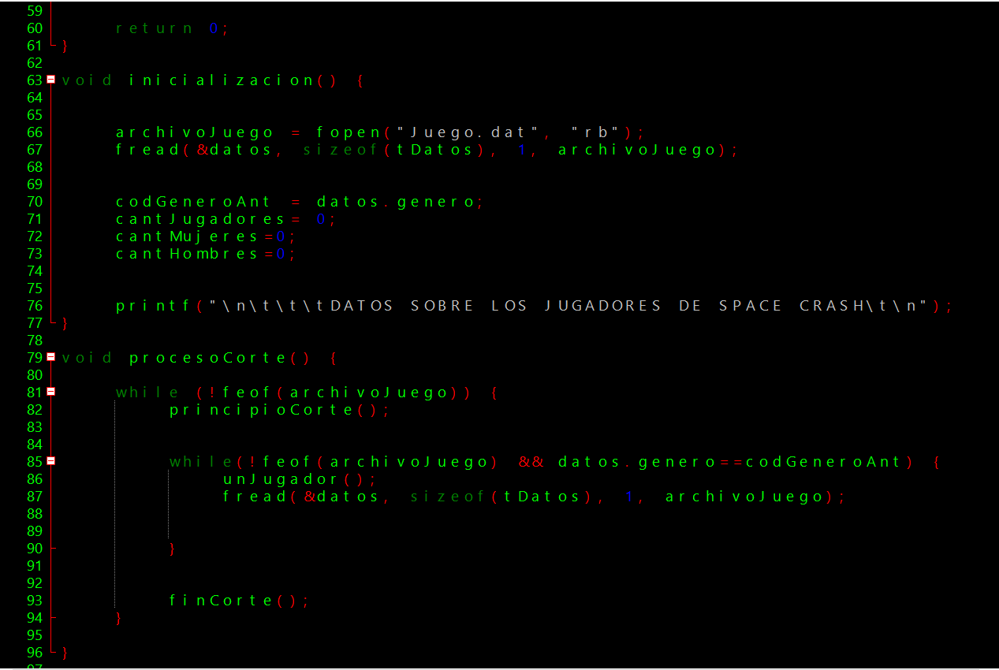 59
60 return 0;
61 }
62
63 void inicializacion() {
64
65
66 archivoJuego = fopen("Juego.dat", "rb");
67 fread(&datos, sizeof(tDatos), 1, archivoJuego);
68
69
70 codGeneroAnt = datos.genero;
71 cantJugadores= 0;
72 cantMujeres=0;
73 cantHombres=0;
74
75
76 printf("\n\t\t\tDATOS SOBRE LOS JUGADORES DE SPACE CRASH\t\n");
77 }
78
79 void procesoCorte() {
80
81 while (!feof(archivoJuego)) {
82 principioCorte();
83
84
85 while(!feof(archivoJuego) && datos.genero==codGeneroAnt) {
86 unJugador();
87 fread(&datos, sizeof(tDatos), 1, archivoJuego);
88
89
90 }
91
92
93 finCorte();
94 }
95
96 }